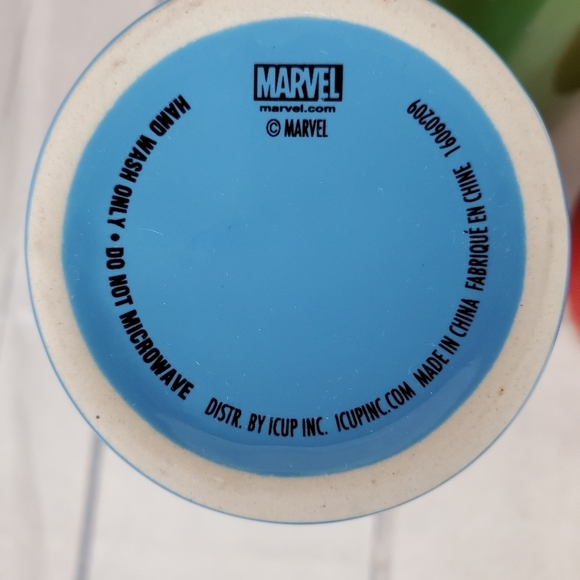 MARVEL
marvel.com
© MARVEL
HAND WASH ONLY • DO NOT MICROWAVE
DISTR. BY ICUP INC. ICUPINC.COM MADE IN CHINA FABRIQUÉ EN CHINE 16060209